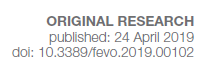 ORIGINAL RESEARCH
published: 24 April 2019
doi: 10.3389/fevo.2019.00102